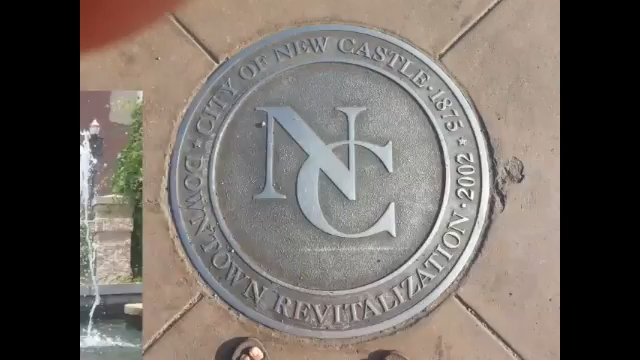 CITY OF NEW CASTLE · 1875 * 2002 · DOWNTOWN REVITALIZATION *
NC